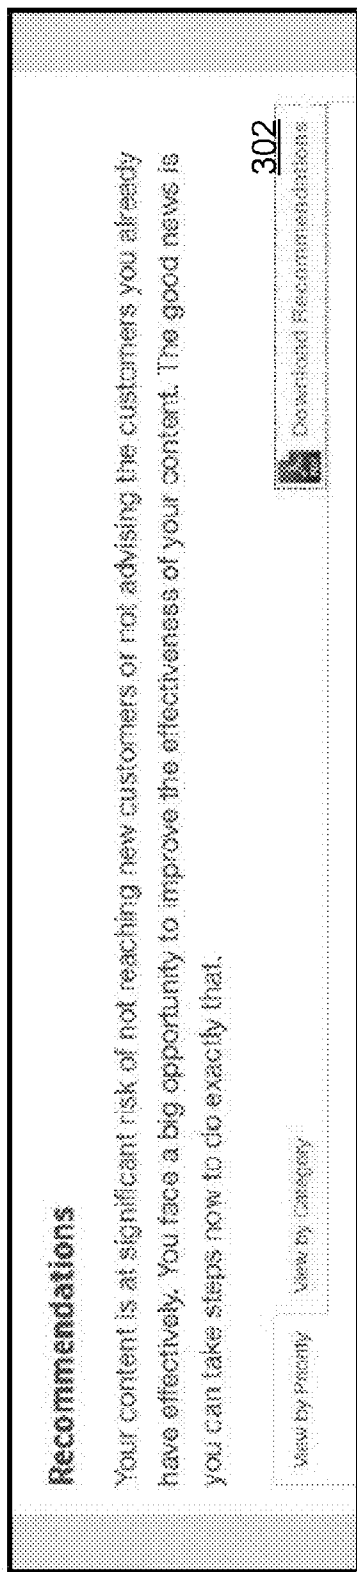 Recommendations
Your content is at significant risk of not reaching new customers or not advising the customers you already
have effectively. You face a big opportunity to improve the effectiveness of your content. The good news is
you can take steps now to do exactly that.
302
View by Priority View by Category Download Recommendations